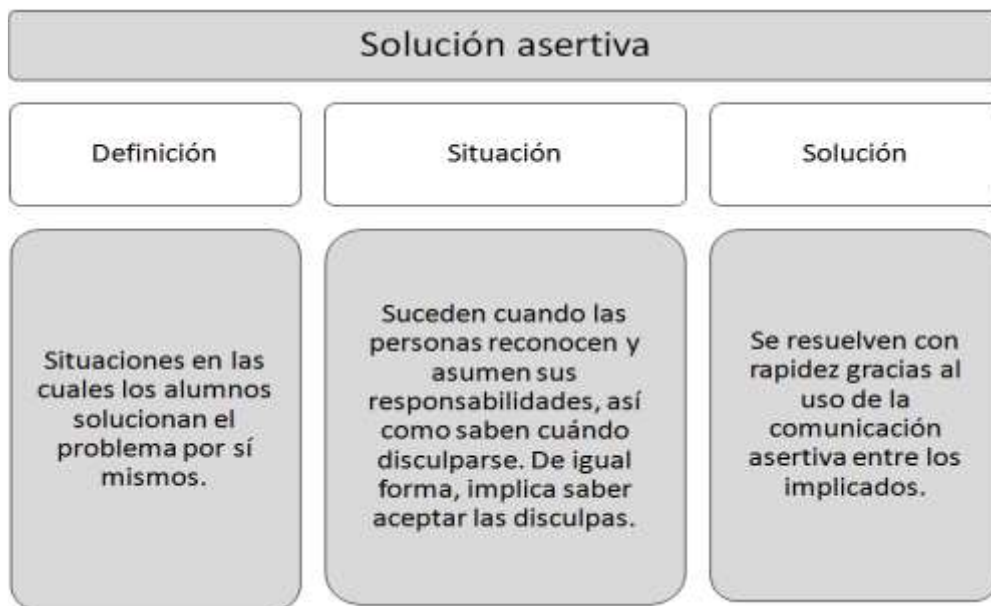 Solución asertiva
Definición
Situación
Solución
Situaciones en las
cuales los alumnos
solucionan el
problema por sí
mismos.
Suceden cuando las
personas reconocen y
asumen sus
responsabilidades, así
como saben cuándo
disculparse. De igual
forma, implica saber
aceptar las disculpas.
Se resuelven con
rapidez gracias al
uso de la
comunicación
asertiva entre los
implicados.